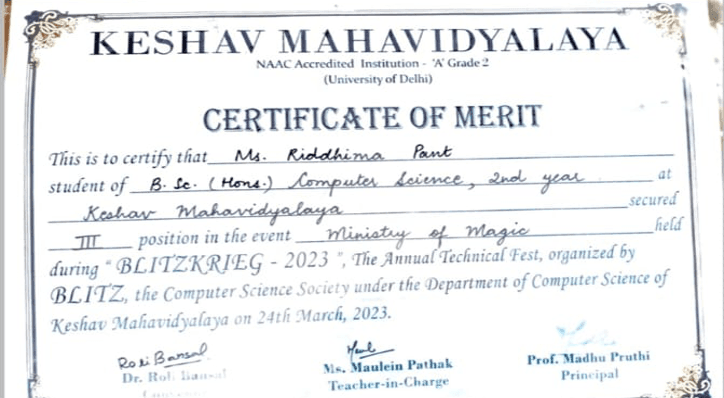 KESHAV MAHAVIDYALAYA
NAAC Accredited Institution - 'A' Grade 2
(University of Delhi)
CERTIFICATE OF MERIT
This is to certify that Ms. Riddhima Pant
student of B.Sc. (Hons.) Computer Science, 2nd year at
Keshav Mahavidyalaya secured
III position in the event Ministry of Magic held
during " BLITZKRIEG - 2023 ", The Annual Technical Fest, organized by
BLITZ, the Computer Science Society under the Department of Computer Science of
Keshav Mahavidyalaya on 24th March, 2023.
Bansal
Dr. Bansal
Ms. Maulein Pathak
Teacher-in-Charge
Prof. Madhu Pruthi
Principal